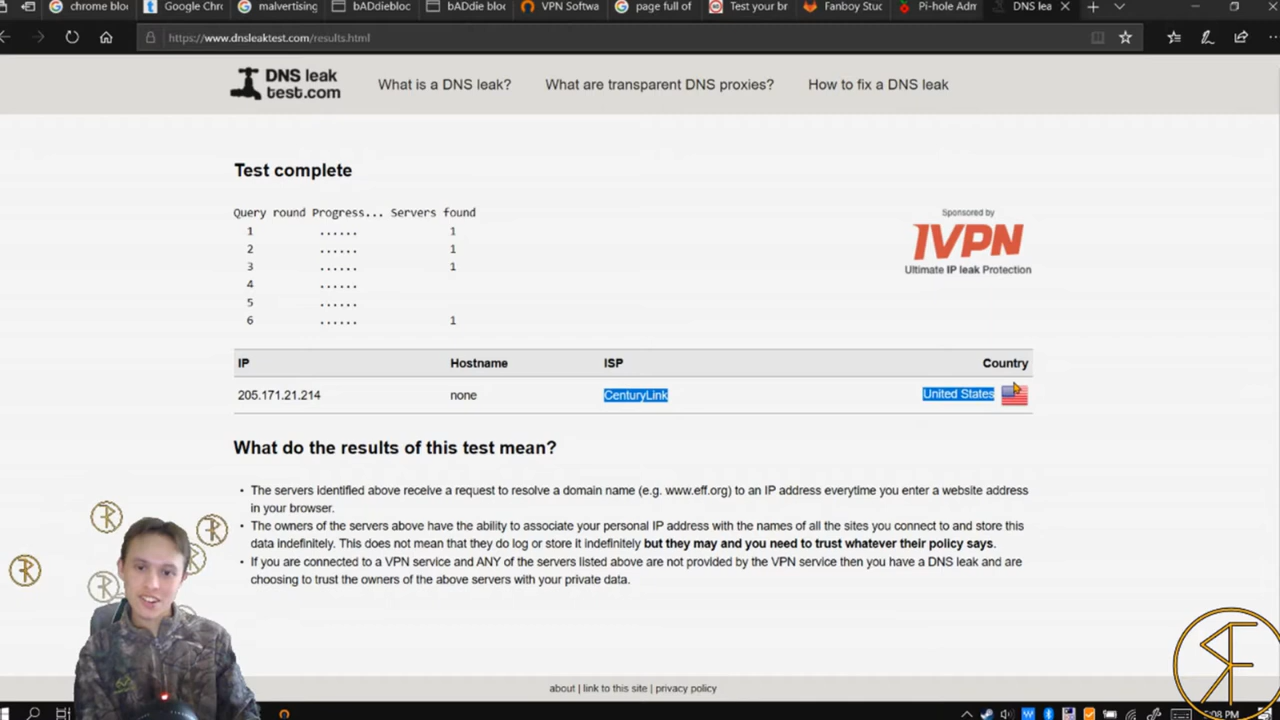 chrome bloc
Google Chro
malvertising
bADdiebloc
bADdie bloc
VPN Softwa
page full of
Test your br
Fanboy Stuc
Pi-hole Adm
DNS lea
https://www.dnsleaktest.com/results.html
DNS leak
test.com
What is a DNS leak?
What are transparent DNS proxies?
How to fix a DNS leak
Test complete
Query round Progress... Servers found
1 ...... 1
2 ...... 1
3 ...... 1
4 ......
5 ......
6 ...... 1
Sponsored by
IVPN
Ultimate IP leak Protection
IP Hostname ISP Country
205.171.21.214 none CenturyLink United States
What do the results of this test mean?
• The servers identified above receive a request to resolve a domain name (e.g. www.eff.org) to an IP address everytime you enter a website address
in your browser.
• The owners of the servers above have the ability to associate your personal IP address with the names of all the sites you connect to and store this
data indefinitely. This does not mean that they do log or store it indefinitely but they may and you need to trust whatever their policy says.
• If you are connected to a VPN service and ANY of the servers listed above are not provided by the VPN service then you have a DNS leak and are
choosing to trust the owners of the above servers with your private data.
about | link to this site | privacy policy